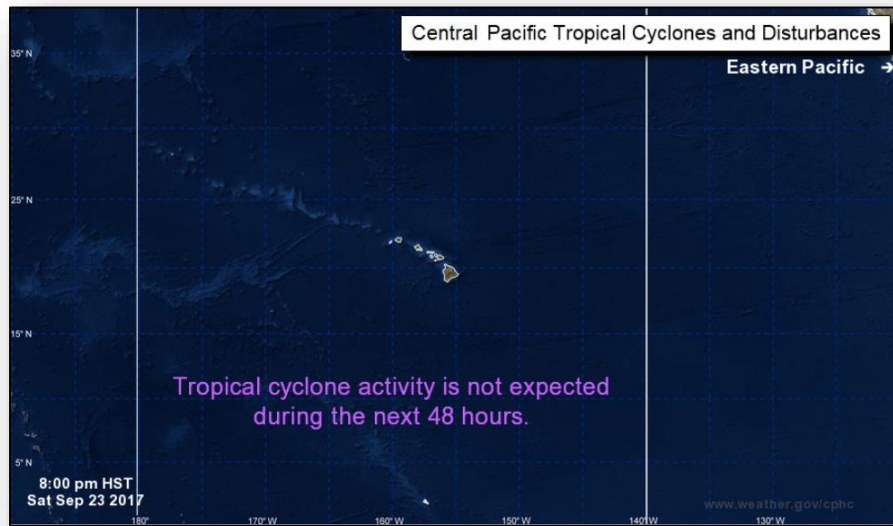 Central Pacific Tropical Cyclones and Disturbances
Eastern Pacific →
35° N
25° N
15° N
Tropical cyclone activity is not expected
during the next 48 hours.
5° N
8:00 pm HST
Sat Sep 23 2017
www.weather.gov/cphc
180° 170° W 160° W 150° W 140° W 130° W